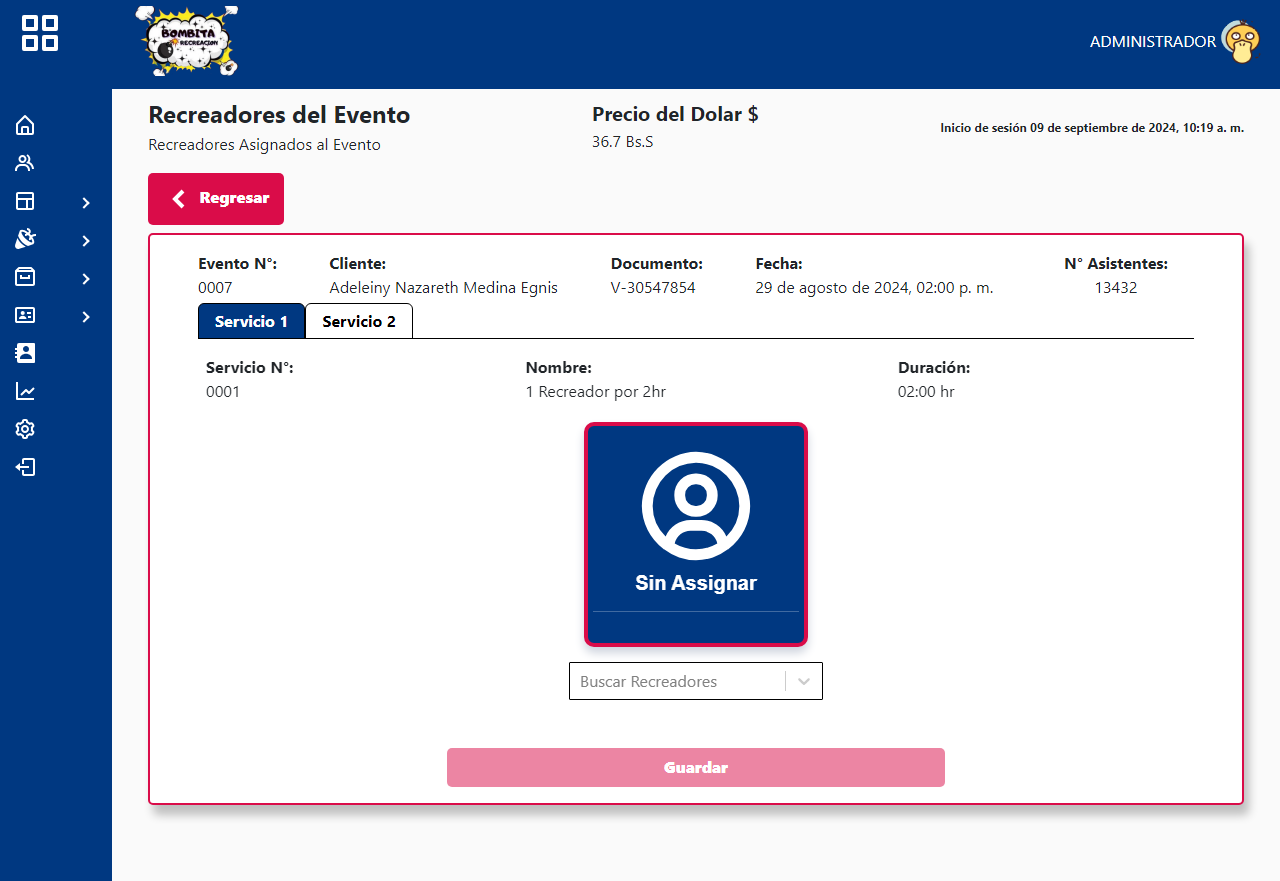 BOMBITA
RECREACION
ADMINISTRADOR
Recreadores del Evento
Recreadores Asignados al Evento
Precio del Dolar $
36.7 Bs.S
Inicio de sesión 09 de septiembre de 2024, 10:19 a. m.
Regresar
Evento N°: Cliente: Documento: Fecha: N° Asistentes:
0007 Adeleiny Nazareth Medina Egnis V-30547854 29 de agosto de 2024, 02:00 p. m. 13432
Servicio 1 Servicio 2
Servicio N°: Nombre: Duración:
0001 1 Recreador por 2hr 02:00 hr
Sin Assignar
Buscar Recreadores
Guardar